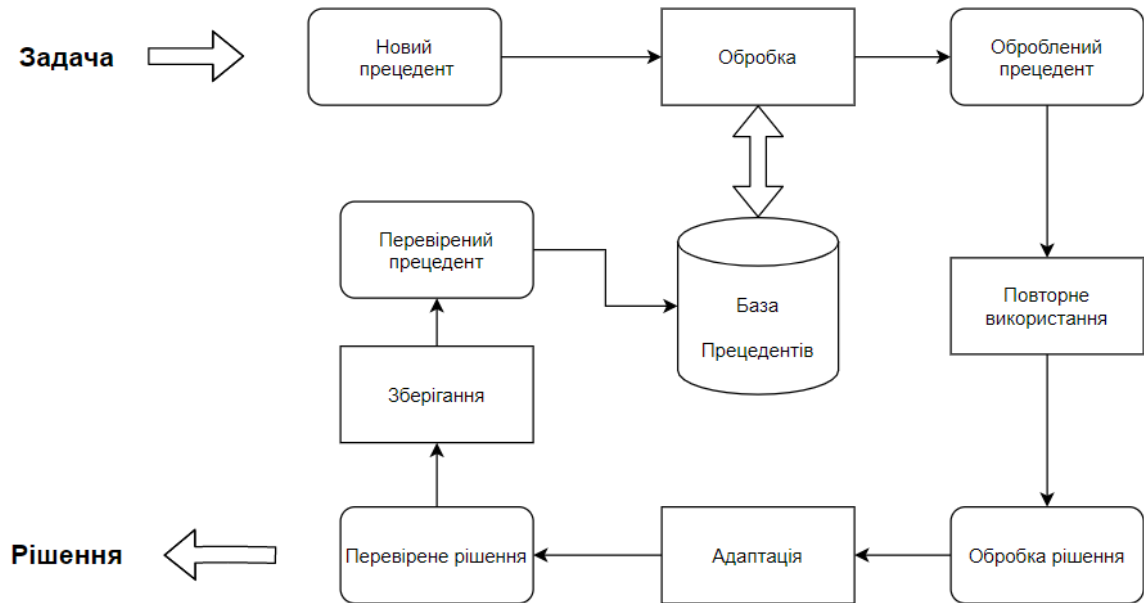 Задача
Новий
прецедент
Обробка
Оброблений
прецедент
Перевірений
прецедент
База
Прецедентів
Повторне
використання
Зберігання
Рішення
Перевірене рішення
Адаптація
Обробка рішення